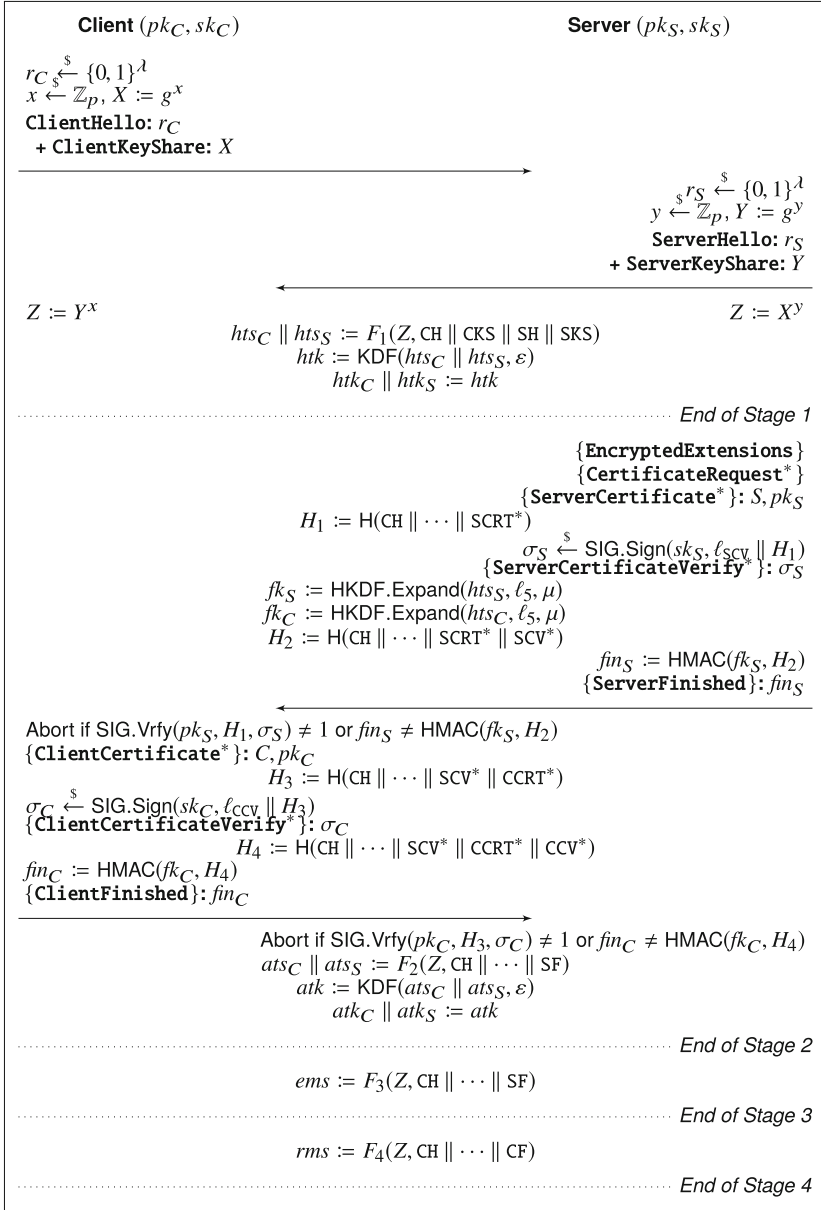 Client (pk_C, sk_C) Server (pk_S, sk_S)
r_C ←$ {0, 1}^λ
x ←$ ℤ_p, X := g^x
ClientHello: r_C
+ ClientKeyShare: X
r_S ←$ {0, 1}^λ
y ←$ ℤ_p, Y := g^y
ServerHello: r_S
+ ServerKeyShare: Y
Z := Y^x Z := X^y
hts_C ∥ hts_S := F_1(Z, CH ∥ CKS ∥ SH ∥ SKS)
htk := KDF(hts_C ∥ hts_S, ε)
htk_C ∥ htk_S := htk
End of Stage 1
{EncryptedExtensions}
{CertificateRequest*}
{ServerCertificate*}: S, pk_S
H_1 := H(CH ∥ ··· ∥ SCRT*)
σ_S ←$ SIG.Sign(sk_S, ℓ_SCV ∥ H_1)
{ServerCertificateVerify*}: σ_S
fk_S := HKDF.Expand(hts_S, ℓ_5, μ)
fk_C := HKDF.Expand(hts_C, ℓ_5, μ)
H_2 := H(CH ∥ ··· ∥ SCRT* ∥ SCV*)
fin_S := HMAC(fk_S, H_2)
{ServerFinished}: fin_S
Abort if SIG.Vrfy(pk_S, H_1, σ_S) ≠ 1 or fin_S ≠ HMAC(fk_S, H_2)
{ClientCertificate*}: C, pk_C
H_3 := H(CH ∥ ··· ∥ SCV* ∥ CCRT*)
σ_C ←$ SIG.Sign(sk_C, ℓ_CCV ∥ H_3)
{ClientCertificateVerify*}: σ_C
H_4 := H(CH ∥ ··· ∥ SCV* ∥ CCRT* ∥ CCV*)
fin_C := HMAC(fk_C, H_4)
{ClientFinished}: fin_C
Abort if SIG.Vrfy(pk_C, H_3, σ_C) ≠ 1 or fin_C ≠ HMAC(fk_C, H_4)
ats_C ∥ ats_S := F_2(Z, CH ∥ ··· ∥ SF)
atk := KDF(ats_C ∥ ats_S, ε)
atk_C ∥ atk_S := atk
End of Stage 2
ems := F_3(Z, CH ∥ ··· ∥ SF)
End of Stage 3
rms := F_4(Z, CH ∥ ··· ∥ CF)
End of Stage 4